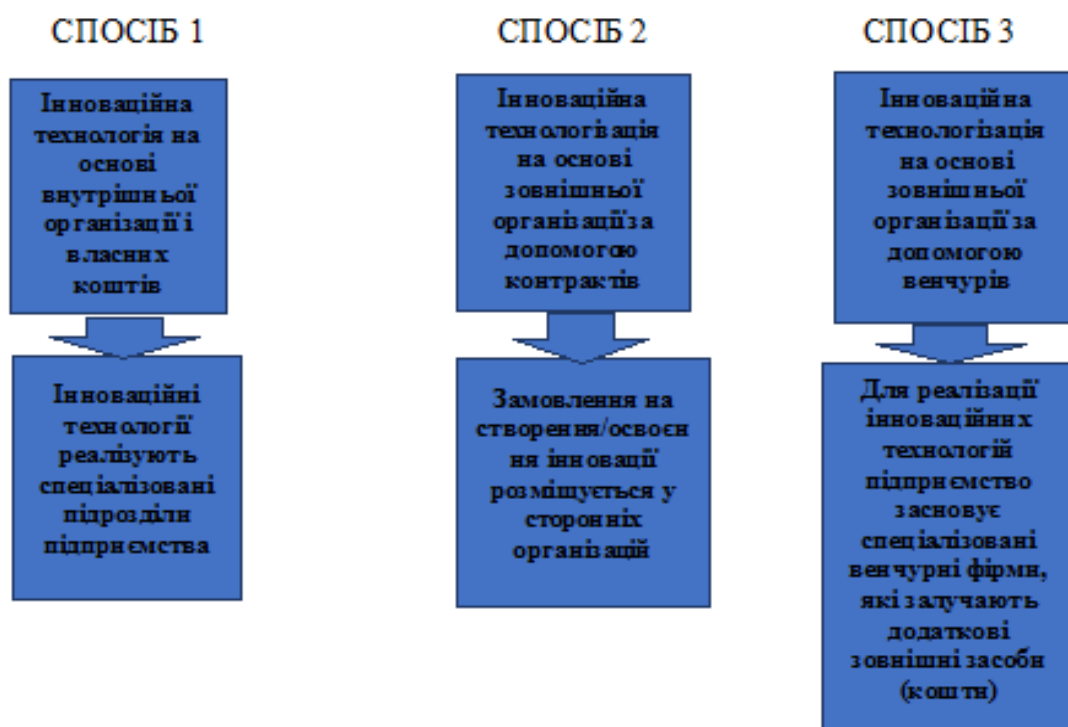 СПОСІБ 1
Інноваційна
технологія на
основі
внутрішньої
організації і
власних
коштів
Інноваційні
технології
реалізують
спеціалізовані
підрозділи
підприємства
СПОСІБ 2
Інноваційна
технологізація
на основі
зовнішньої
організації за
допомогою
контрактів
Замовлення на
створення/освоєн
ня інновації
розміщується у
сторонніх
організацій
СПОСІБ 3
Інноваційна
технологізація
на основі
зовнішньої
організації за
допомогою
венчурів
Для реалізації
інноваційних
технологій
підприємство
засновує
спеціалізовані
венчурні фірми,
які залучають
додаткові
зовнішні засоби
(кошти)